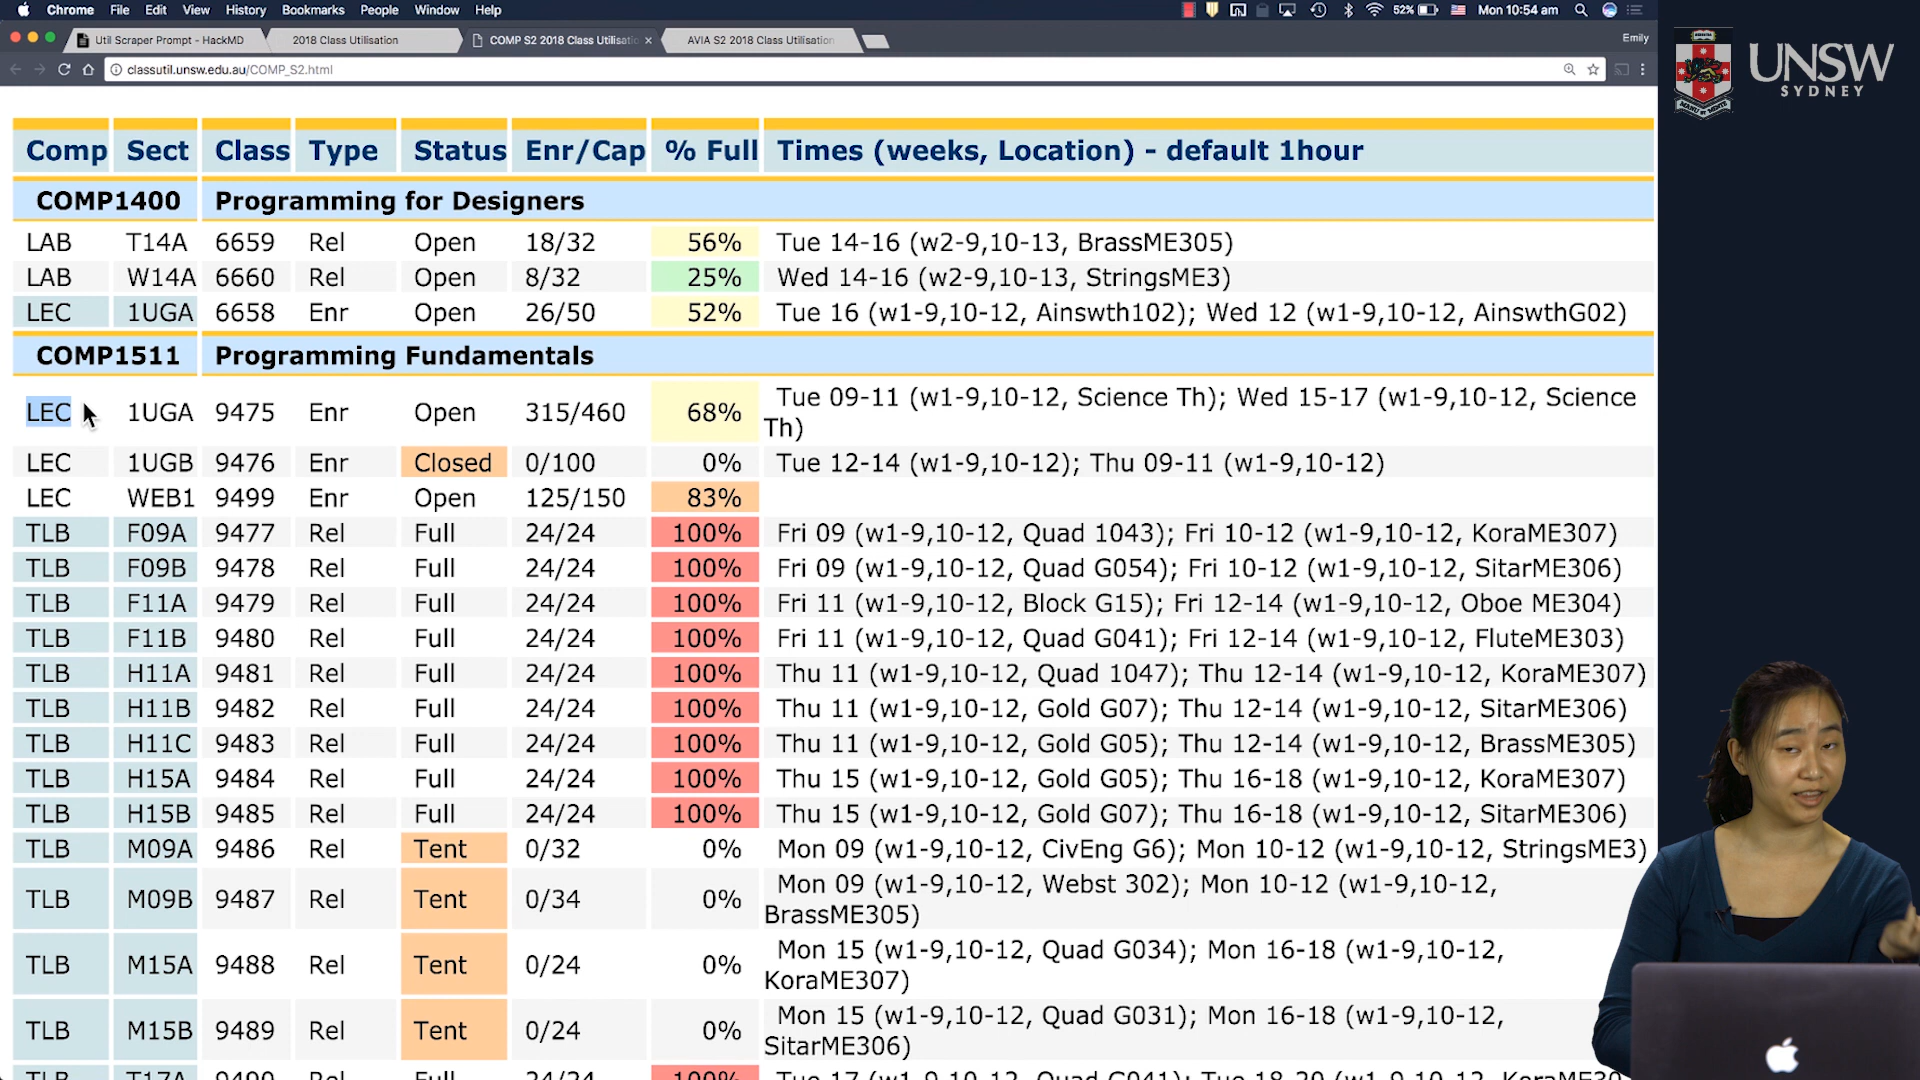 Chrome File Edit View History Bookmarks People Window Help 52% Mon 10:54 am
Util Scraper Prompt - HackMD 2018 Class Utilisation COMP S2 2018 Class Utilisatio AVIA S2 2018 Class Utilisation Emily
classutil.unsw.edu.au/COMP_S2.html
UNSW
SYDNEY
Comp Sect Class Type Status Enr/Cap % Full Times (weeks, Location) - default 1hour
COMP1400 Programming for Designers
LAB T14A 6659 Rel Open 18/32 56% Tue 14-16 (w2-9,10-13, BrassME305)
LAB W14A 6660 Rel Open 8/32 25% Wed 14-16 (w2-9,10-13, StringsME3)
LEC 1UGA 6658 Enr Open 26/50 52% Tue 16 (w1-9,10-12, Ainswth102); Wed 12 (w1-9,10-12, AinswthG02)
COMP1511 Programming Fundamentals
LEC 1UGA 9475 Enr Open 315/460 68% Tue 09-11 (w1-9,10-12, Science Th); Wed 15-17 (w1-9,10-12, Science
Th)
LEC 1UGB 9476 Enr Closed 0/100 0% Tue 12-14 (w1-9,10-12); Thu 09-11 (w1-9,10-12)
LEC WEB1 9499 Enr Open 125/150 83%
TLB F09A 9477 Rel Full 24/24 100% Fri 09 (w1-9,10-12, Quad 1043); Fri 10-12 (w1-9,10-12, KoraME307)
TLB F09B 9478 Rel Full 24/24 100% Fri 09 (w1-9,10-12, Quad G054); Fri 10-12 (w1-9,10-12, SitarME306)
TLB F11A 9479 Rel Full 24/24 100% Fri 11 (w1-9,10-12, Block G15); Fri 12-14 (w1-9,10-12, Oboe ME304)
TLB F11B 9480 Rel Full 24/24 100% Fri 11 (w1-9,10-12, Quad G041); Fri 12-14 (w1-9,10-12, FluteME303)
TLB H11A 9481 Rel Full 24/24 100% Thu 11 (w1-9,10-12, Quad 1047); Thu 12-14 (w1-9,10-12, KoraME307)
TLB H11B 9482 Rel Full 24/24 100% Thu 11 (w1-9,10-12, Gold G07); Thu 12-14 (w1-9,10-12, SitarME306)
TLB H11C 9483 Rel Full 24/24 100% Thu 11 (w1-9,10-12, Gold G05); Thu 12-14 (w1-9,10-12, BrassME305)
TLB H15A 9484 Rel Full 24/24 100% Thu 15 (w1-9,10-12, Gold G05); Thu 16-18 (w1-9,10-12, KoraME307)
TLB H15B 9485 Rel Full 24/24 100% Thu 15 (w1-9,10-12, Gold G07); Thu 16-18 (w1-9,10-12, SitarME306)
TLB M09A 9486 Rel Tent 0/32 0% Mon 09 (w1-9,10-12, CivEng G6); Mon 10-12 (w1-9,10-12, StringsME3)
TLB M09B 9487 Rel Tent 0/34 0% Mon 09 (w1-9,10-12, Webst 302); Mon 10-12 (w1-9,10-12,
BrassME305)
TLB M15A 9488 Rel Tent 0/24 0% Mon 15 (w1-9,10-12, Quad G034); Mon 16-18 (w1-9,10-12,
KoraME307)
TLB M15B 9489 Rel Tent 0/24 0% Mon 15 (w1-9,10-12, Quad G031); Mon 16-18 (w1-9,10-12,
SitarME306)
TLB T17A 9490 Rel Full 24/24 100% Tue 17 (w1-9,10-12, Quad G041); Tue 18-20 (w1-9,10-12, KoraME30